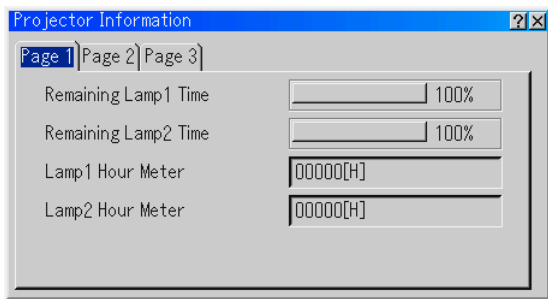 Projector Information ? X
Page 1 Page 2 Page 3
Remaining Lamp1 Time 100%
Remaining Lamp2 Time 100%
Lamp1 Hour Meter 00000[H]
Lamp2 Hour Meter 00000[H]